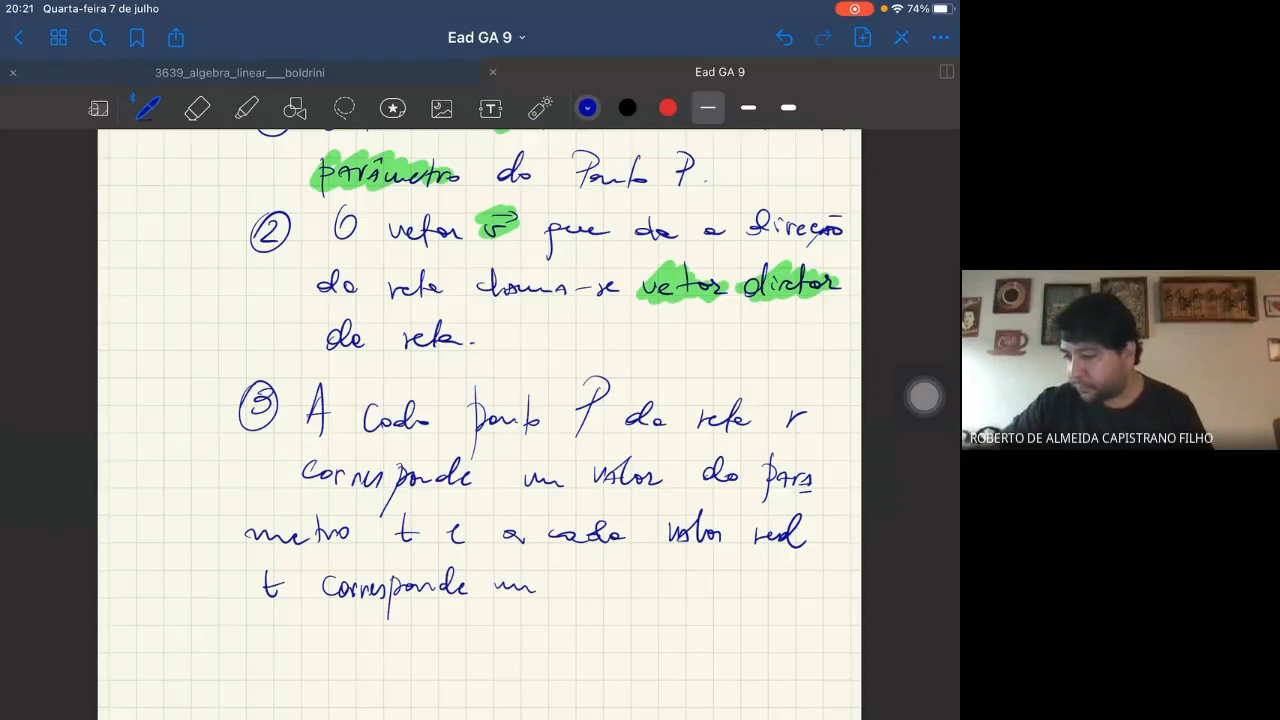 20:21 Quarta-feira 7 de julho
74%
Ead GA 9
3639_algebra_linear___boldrini
Ead GA 9
parâmetro do Ponto P.
② O vetor v que da a direção
da reta chama-se vetor diretor
da reta.
③ A cada ponto P da reta r
corresponde um valor do para
metro t e a cada valor real
t corresponde um
ROBERTO DE ALMEIDA CAPISTRANO FILHO